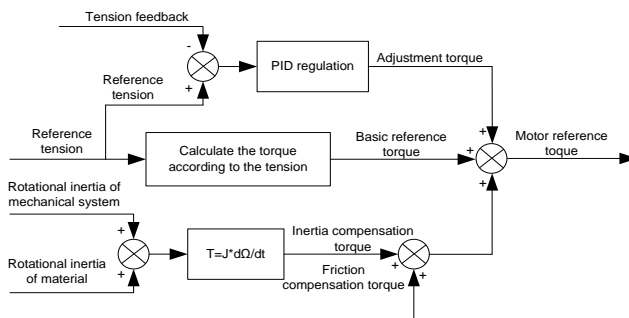 Tension feedback
-
PID regulation
Adjustment torque
+
Reference
tension
+
Reference
tension
Calculate the torque
according to the tension
Basic reference
torque
+
Motor reference
toque
+
Rotational inertia of
mechanical system
+
+
Rotational inertia
of material
T=J*dΩ/dt
Inertia compensation
torque
+
+
Friction
compensation torque